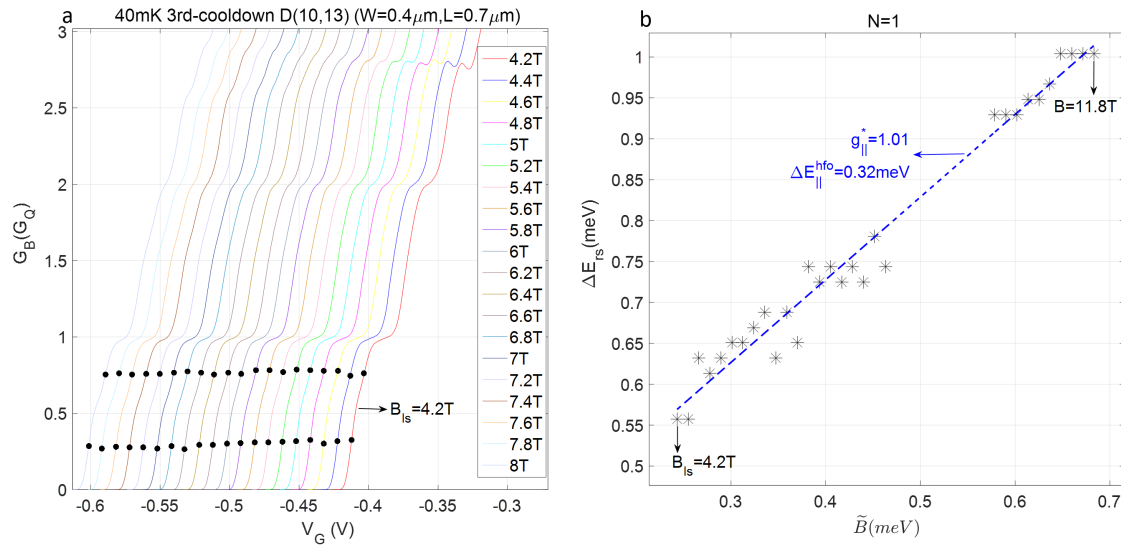 a
40mK 3rd-cooldown D(10,13) (W=0.4μm,L=0.7μm)
3
2.5
2
1.5
1
0.5
0
G_B(G_Q)
-0.6
-0.55
-0.5
-0.45
-0.4
-0.35
-0.3
V_G (V)
B_ls=4.2T
4.2T
4.4T
4.6T
4.8T
5T
5.2T
5.4T
5.6T
5.8T
6T
6.2T
6.4T
6.6T
6.8T
7T
7.2T
7.4T
7.6T
7.8T
8T
b
N=1
1
0.95
0.9
0.85
0.8
0.75
0.7
0.65
0.6
0.55
0.5
ΔE_rs(meV)
B=11.8T
g*_||=1.01
ΔE^hfo_||=0.32meV
B_ls=4.2T
0.3
0.4
0.5
0.6
0.7
B̃(meV)